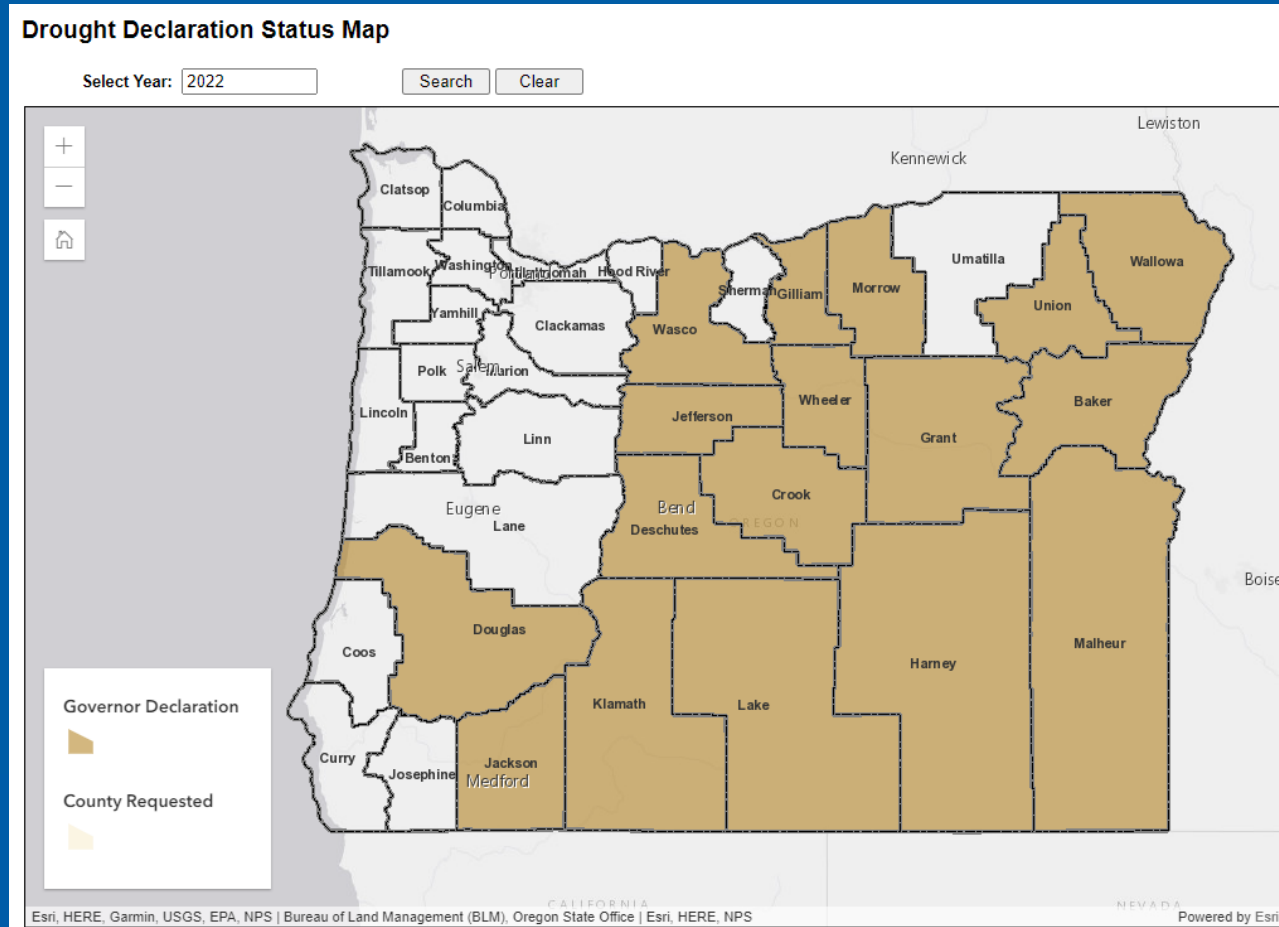 Drought Declaration Status Map
Select Year: 2022 Search Clear
Lewiston
Kennewick
Clatsop
Columbia
Tillamook
Washington
Hood River
Umatilla
Wallowa
Sherman
Gilliam
Morrow
Union
Yamhill
Clackamas
Wasco
Polk
Salem
Marion
Lincoln
Benton
Linn
Jefferson
Wheeler
Grant
Baker
Crook
Eugene
Lane
Bend
Deschutes
OREGON
Boise
Coos
Douglas
Klamath
Lake
Harney
Malheur
Governor Declaration
County Requested
Curry
Josephine
Jackson
Medford
CALIFORNIA
NEVADA
Esri, HERE, Garmin, USGS, EPA, NPS | Bureau of Land Management (BLM), Oregon State Office | Esri, HERE, NPS
Powered by Esri